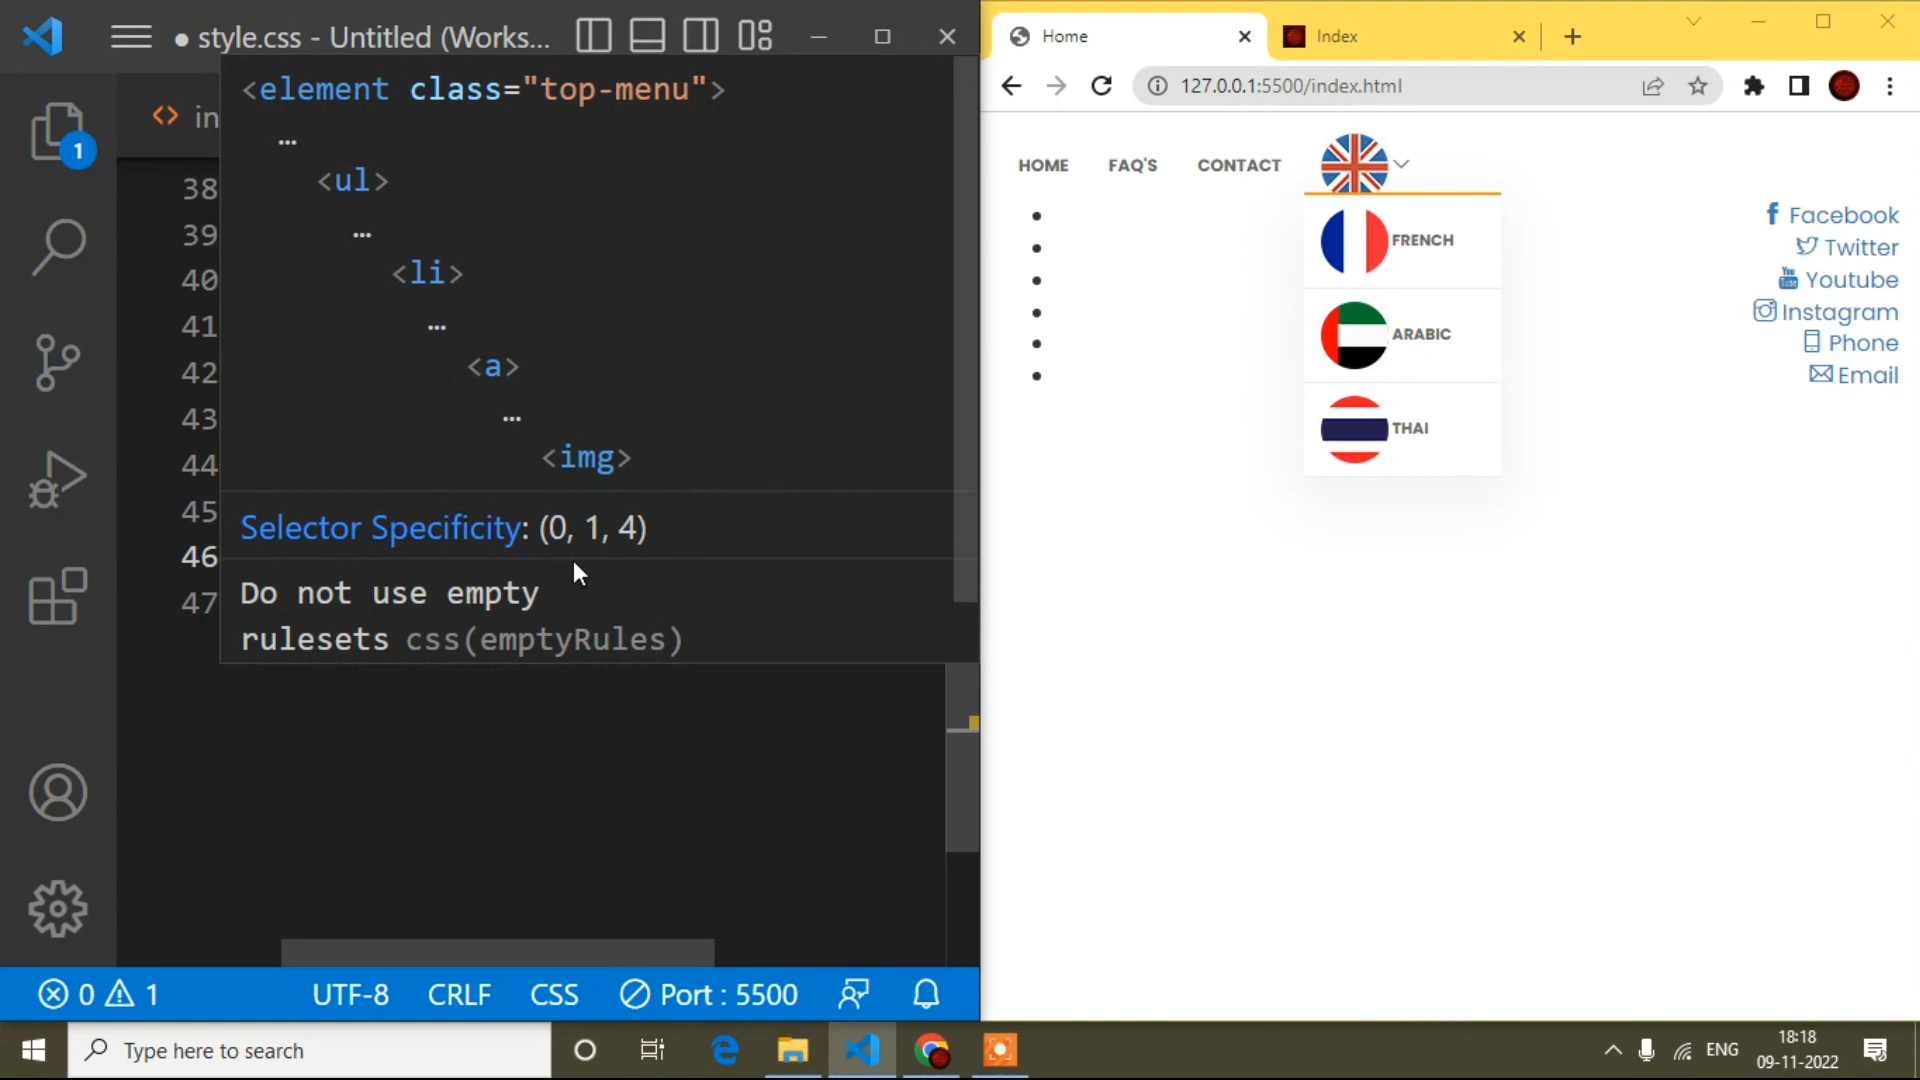 style.css - Untitled (Works...
in
<element class="top-menu">
…
<ul>
…
<li>
…
<a>
…
<img>
Selector Specificity: (0, 1, 4)
Do not use empty
rulesets css(emptyRules)
38
39
40
41
42
43
44
45
46
47
1
0 1
UTF-8 CRLF CSS Port : 5500
Home
Index
127.0.0.1:5500/index.html
HOME FAQ'S CONTACT
FRENCH
ARABIC
THAI
Facebook
Twitter
Youtube
Instagram
Phone
Email
Type here to search
ENG
18:18
09-11-2022